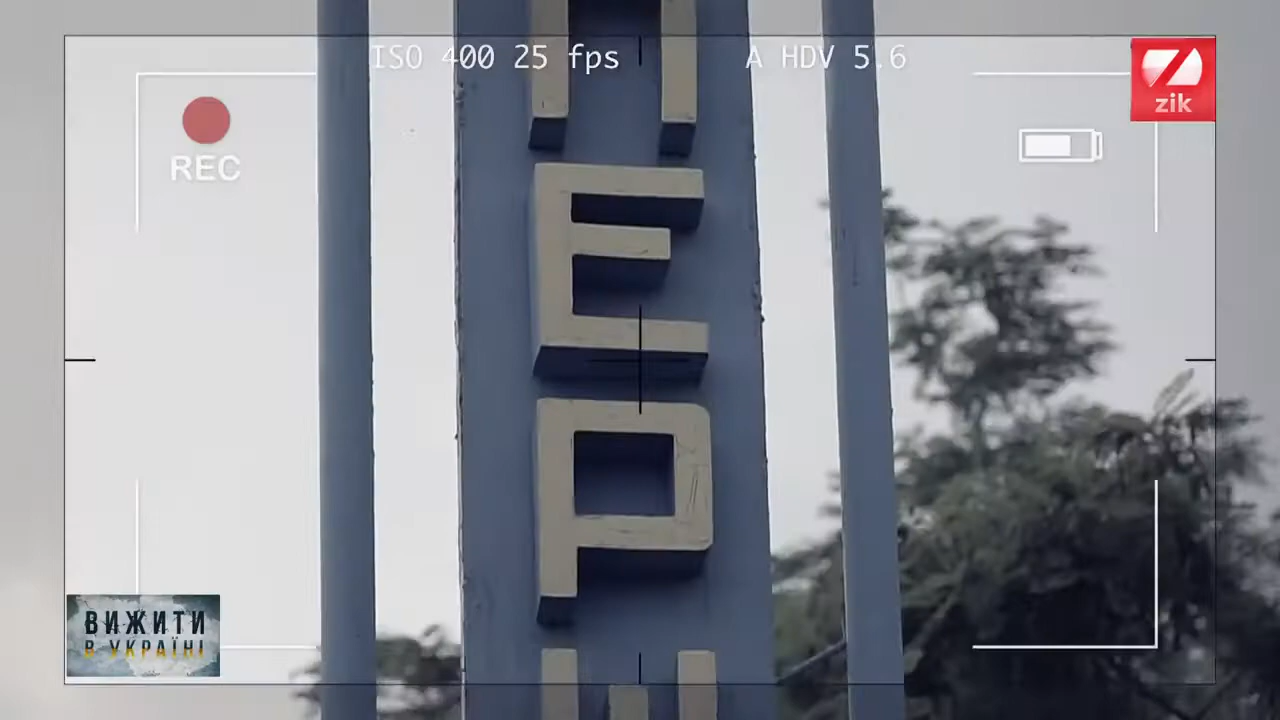 ISO 400 25 fps
A HDV 5.6
zik
REC
Е
Р
ВИЖИТИ
В УКРАЇНІ